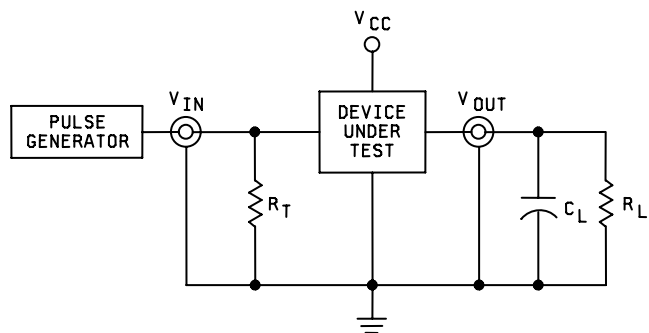 VCC
VIN
VOUT
PULSE
GENERATOR
DEVICE
UNDER
TEST
RT
CL
RL